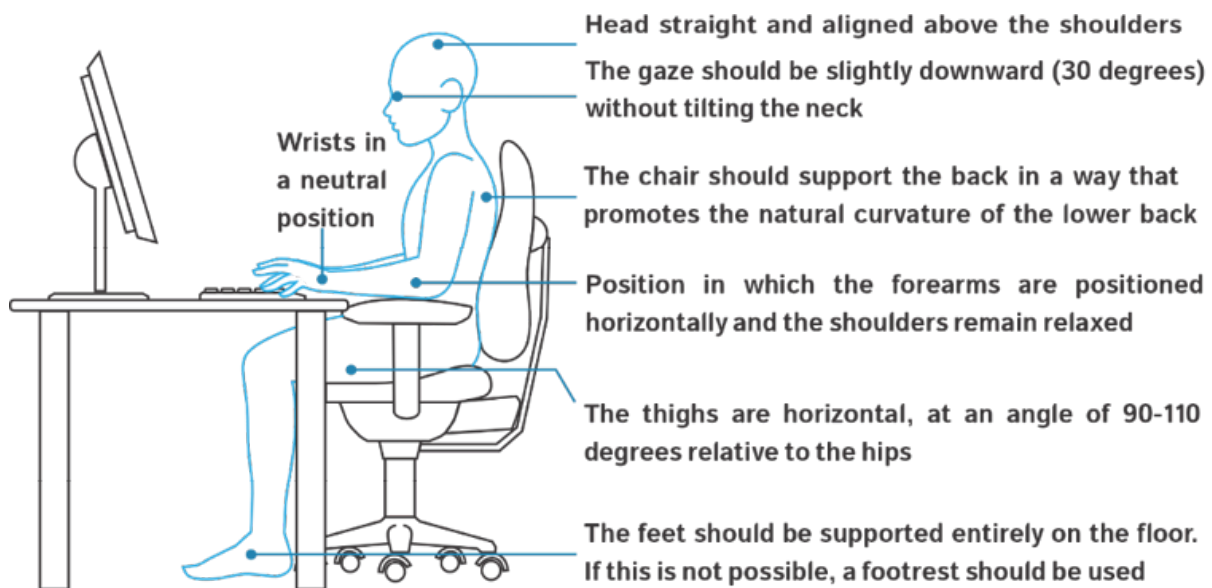 Head straight and aligned above the shoulders
The gaze should be slightly downward (30 degrees)
without tilting the neck
Wrists in
a neutral
position
The chair should support the back in a way that
promotes the natural curvature of the lower back
Position in which the forearms are positioned
horizontally and the shoulders remain relaxed
The thighs are horizontal, at an angle of 90-110
degrees relative to the hips
The feet should be supported entirely on the floor.
If this is not possible, a footrest should be used